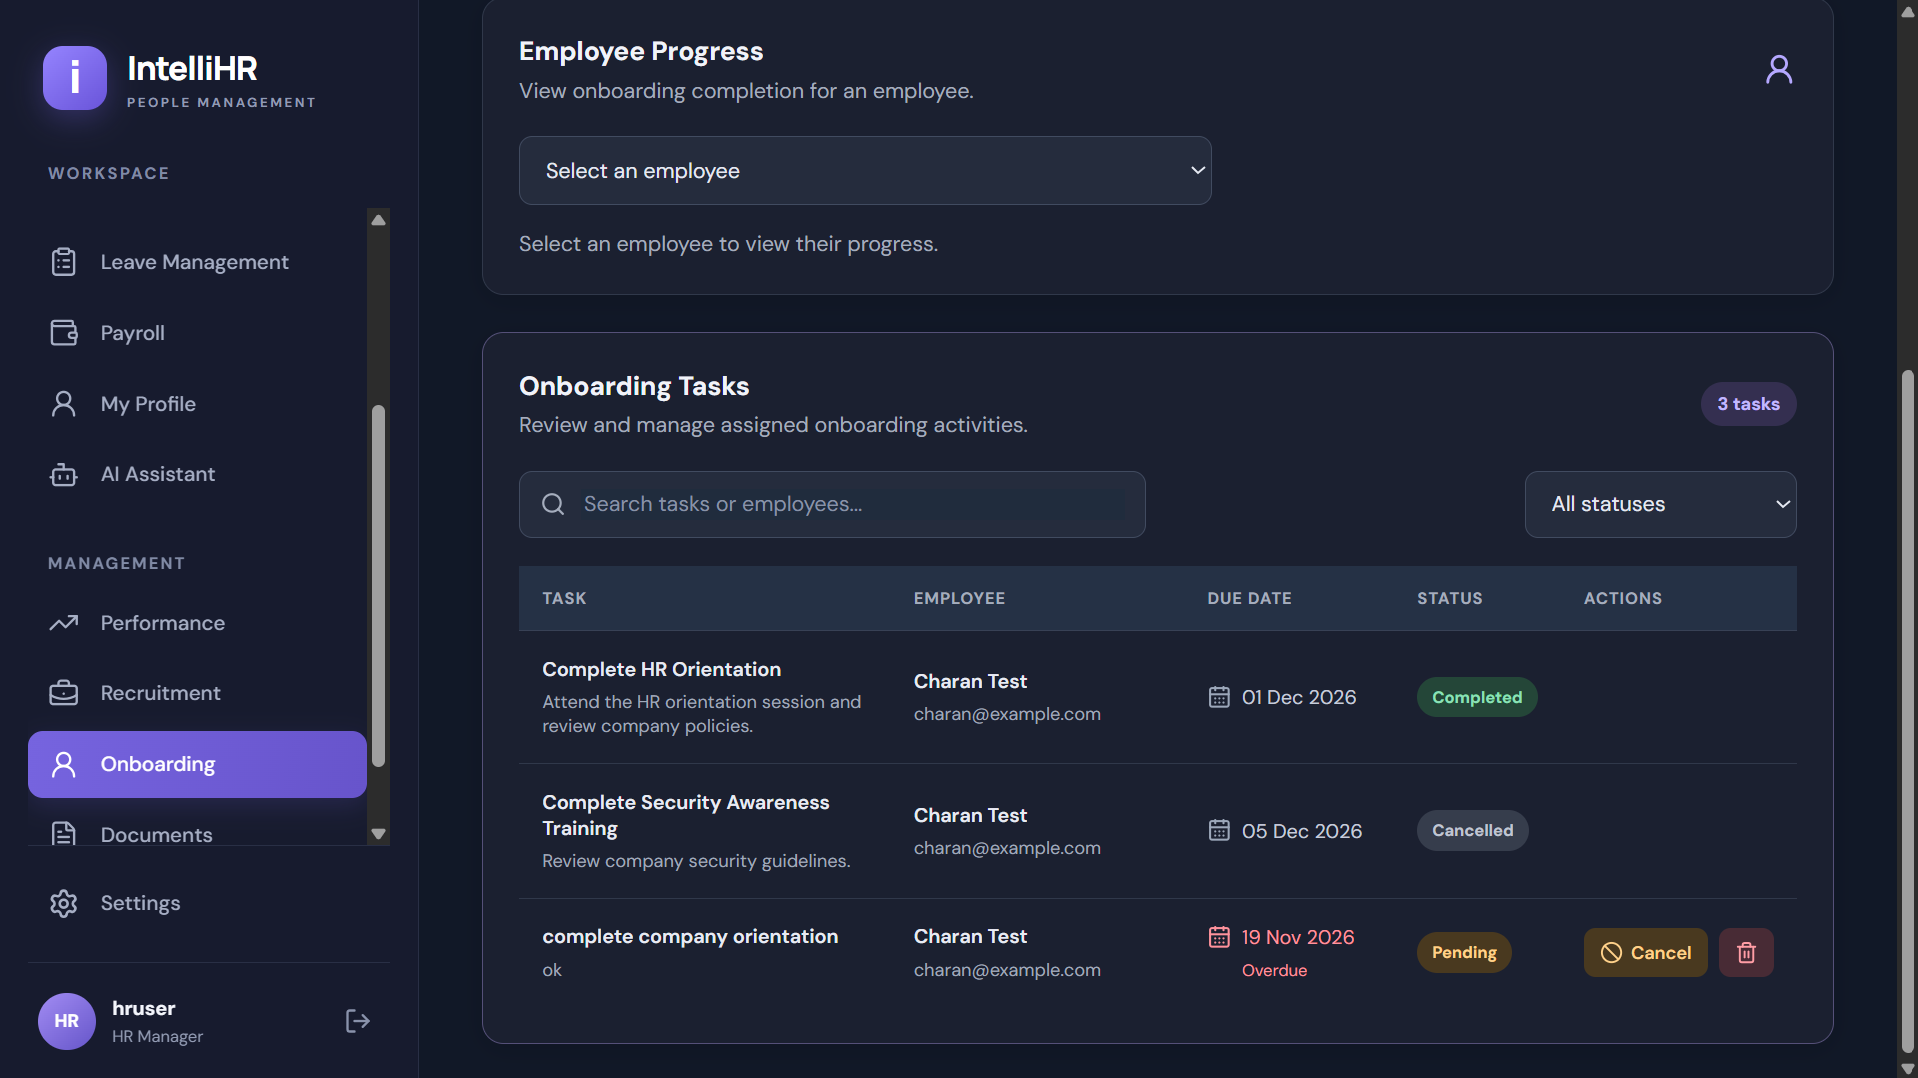 i
IntelliHR
PEOPLE MANAGEMENT
WORKSPACE
Leave Management
Payroll
My Profile
AI Assistant
MANAGEMENT
Performance
Recruitment
Onboarding
Documents
Settings
HR
hruser
HR Manager
Employee Progress
View onboarding completion for an employee.
Select an employee
Select an employee to view their progress.
Onboarding Tasks
Review and manage assigned onboarding activities.
3 tasks
Search tasks or employees...
All statuses
TASK EMPLOYEE DUE DATE STATUS ACTIONS
Complete HR Orientation
Attend the HR orientation session and
review company policies.
Charan Test
charan@example.com
01 Dec 2026
Completed
Complete Security Awareness
Training
Review company security guidelines.
Charan Test
charan@example.com
05 Dec 2026
Cancelled
complete company orientation
ok
Charan Test
charan@example.com
19 Nov 2026
Overdue
Pending
Cancel